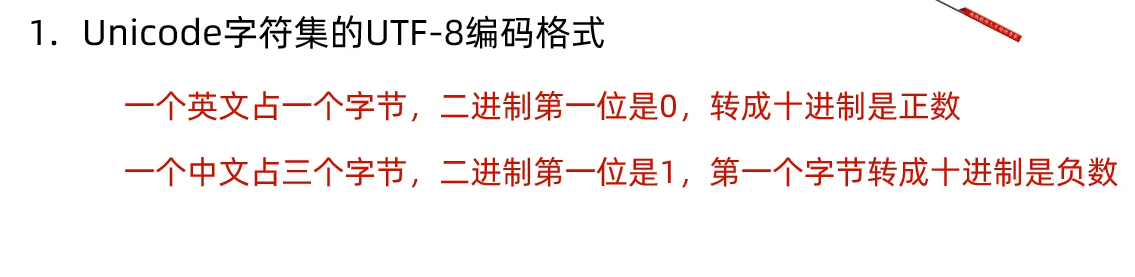 1. Unicode字符集的UTF-8编码格式
一个英文占一个字节，二进制第一位是0，转成十进制是正数
一个中文占三个字节，二进制第一位是1，第一个字节转成十进制是负数